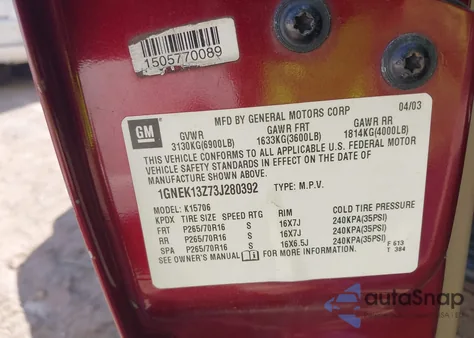 1505770089
GM
MFD BY GENERAL MOTORS CORP 04/03
GVWR GAWR FRT GAWR RR
3130KG(6900LB) 1633KG(3600LB) 1814KG(4000LB)
THIS VEHICLE CONFORMS TO ALL APPLICABLE U.S. FEDERAL MOTOR
VEHICLE SAFETY STANDARDS IN EFFECT ON THE DATE OF
MANUFACTURE SHOWN ABOVE.
1GNEK13Z73J280392 TYPE: M.P.V.
MODEL: K15706
KPDX TIRE SIZE SPEED RTG RIM COLD TIRE PRESSURE
FRT P265/70R16 S 16X7J 240KPA(35PSI)
RR P265/70R16 S 16X7J 240KPA(35PSI)
SPA P265/70R16 S 16X6.5J 240KPA(35PSI) F 613
SEE OWNER'S MANUAL FOR MORE INFORMATION. T 384
autoSnap